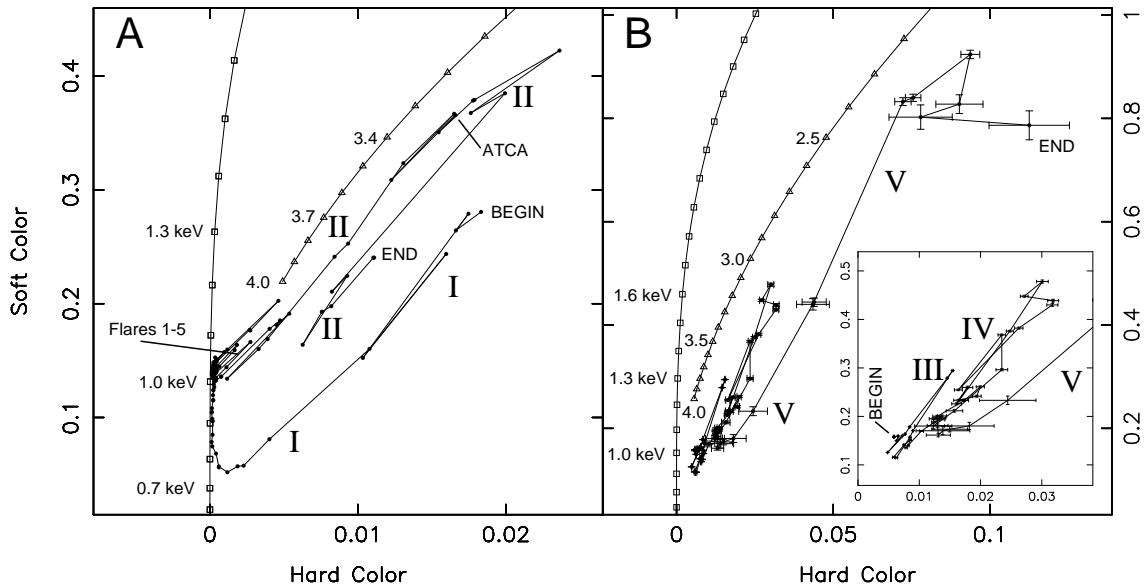 A
B
Soft Color
0.4
0.3
0.2
0.1
II
II
3.4
ATCA
3.7
II
BEGIN
1.3 keV
END
4.0
I
Flares 1-5
II
1.0 keV
I
0.7 keV
0
0.01
0.02
Hard Color
1
0.8
0.6
0.4
0.2
2.5
END
V
3.0
1.6 keV
3.5
1.3 keV
4.0
V
1.0 keV
0.5
0.4
0.3
0.2
0.1
IV
III
V
BEGIN
0
0.01
0.02
0.03
0
0.05
0.1
Hard Color